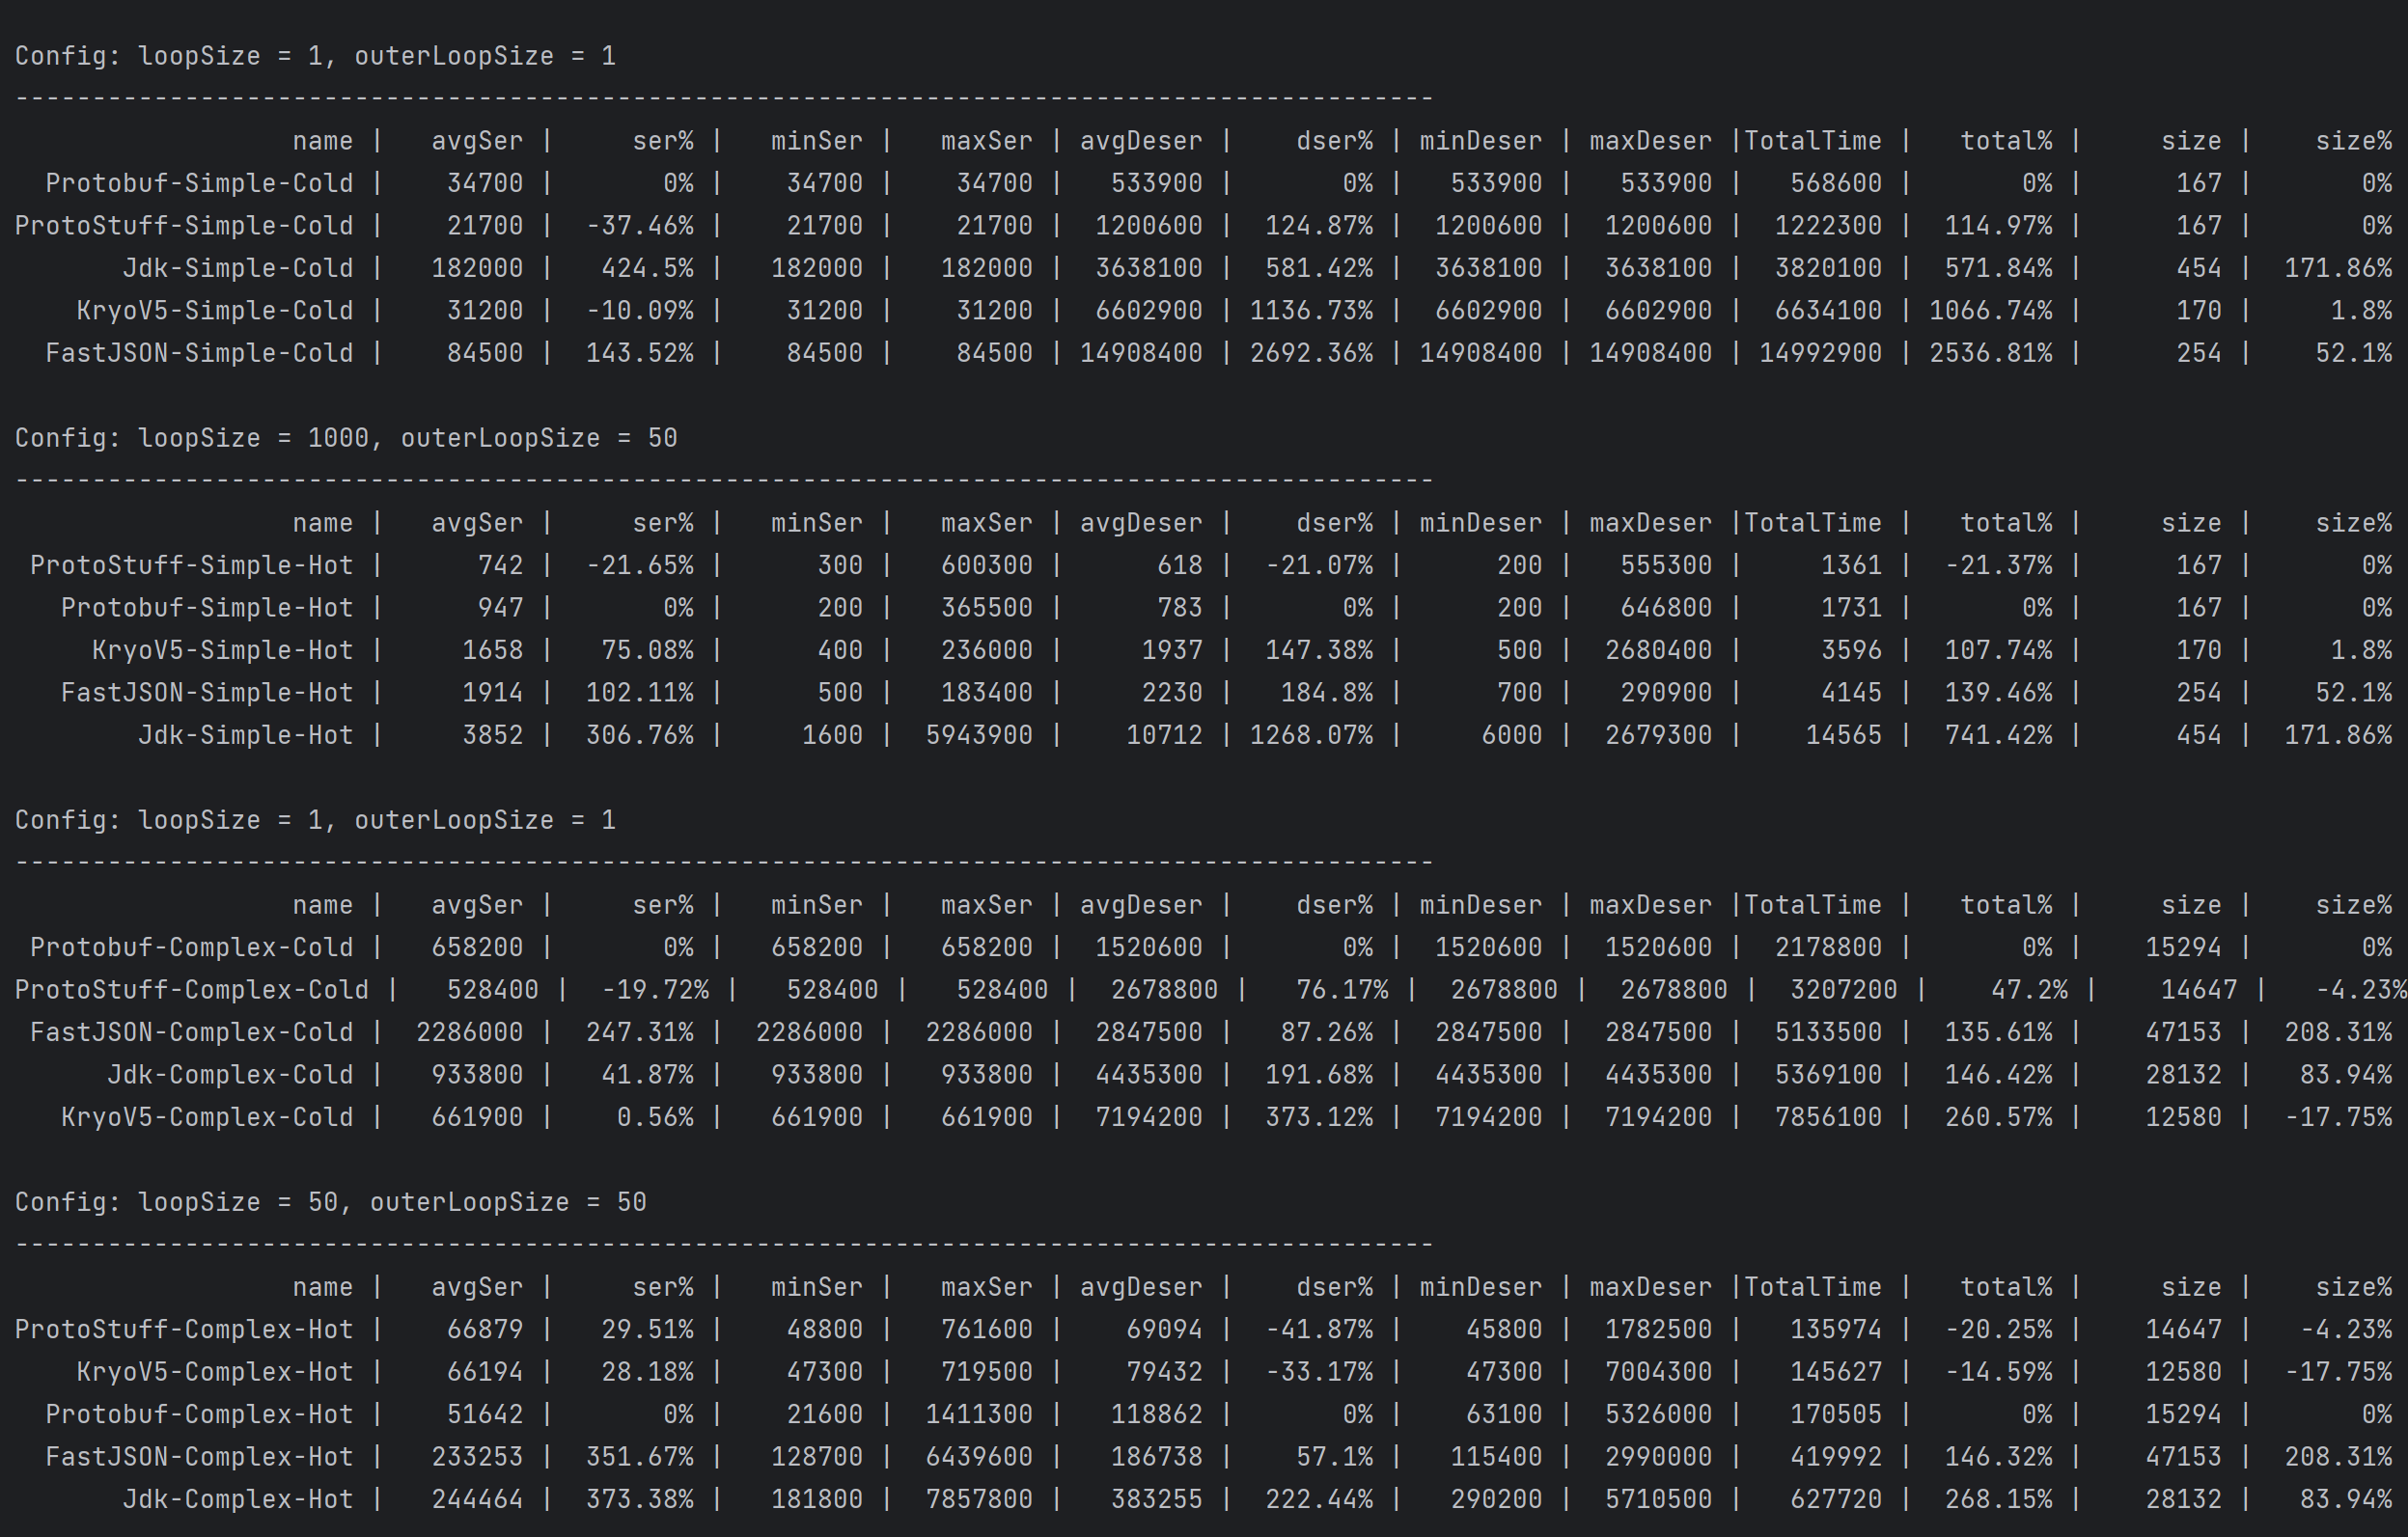 Config: loopSize = 1, outerLoopSize = 1
--------------------------------------------------------------------------------------------
                  name |   avgSer |     ser% |   minSer |   maxSer | avgDeser |    dser% | minDeser | maxDeser |TotalTime |   total% |     size |    size%
  Protobuf-Simple-Cold |    34700 |       0% |    34700 |    34700 |   533900 |       0% |   533900 |   533900 |   568600 |       0% |      167 |       0%
ProtoStuff-Simple-Cold |    21700 |  -37.46% |    21700 |    21700 |  1200600 |  124.87% |  1200600 |  1200600 |  1222300 |  114.97% |      167 |       0%
       Jdk-Simple-Cold |   182000 |   424.5% |   182000 |   182000 |  3638100 |  581.42% |  3638100 |  3638100 |  3820100 |  571.84% |      454 |  171.86%
    KryoV5-Simple-Cold |    31200 |  -10.09% |    31200 |    31200 |  6602900 | 1136.73% |  6602900 |  6602900 |  6634100 | 1066.74% |      170 |     1.8%
  FastJSON-Simple-Cold |    84500 |  143.52% |    84500 |    84500 | 14908400 | 2692.36% | 14908400 | 14908400 | 14992900 | 2536.81% |      254 |    52.1%
Config: loopSize = 1000, outerLoopSize = 50
--------------------------------------------------------------------------------------------
                  name |   avgSer |     ser% |   minSer |   maxSer | avgDeser |    dser% | minDeser | maxDeser |TotalTime |   total% |     size |    size%
 ProtoStuff-Simple-Hot |      742 |  -21.65% |      300 |   600300 |      618 |  -21.07% |      200 |   555300 |     1361 |  -21.37% |      167 |       0%
   Protobuf-Simple-Hot |      947 |       0% |      200 |   365500 |      783 |       0% |      200 |   646800 |     1731 |       0% |      167 |       0%
     KryoV5-Simple-Hot |     1658 |   75.08% |      400 |   236000 |     1937 |  147.38% |      500 |  2680400 |     3596 |  107.74% |      170 |     1.8%
   FastJSON-Simple-Hot |     1914 |  102.11% |      500 |   183400 |     2230 |   184.8% |      700 |   290900 |     4145 |  139.46% |      254 |    52.1%
        Jdk-Simple-Hot |     3852 |  306.76% |     1600 |  5943900 |    10712 | 1268.07% |     6000 |  2679300 |    14565 |  741.42% |      454 |  171.86%
Config: loopSize = 1, outerLoopSize = 1
--------------------------------------------------------------------------------------------
                  name |   avgSer |     ser% |   minSer |   maxSer | avgDeser |    dser% | minDeser | maxDeser |TotalTime |   total% |     size |    size%
 Protobuf-Complex-Cold |   658200 |       0% |   658200 |   658200 |  1520600 |       0% |  1520600 |  1520600 |  2178800 |       0% |    15294 |       0%
ProtoStuff-Complex-Cold |   528400 |  -19.72% |   528400 |   528400 |  2678800 |   76.17% |  2678800 |  2678800 |  3207200 |    47.2% |    14647 |   -4.23%
 FastJSON-Complex-Cold |  2286000 |  247.31% |  2286000 |  2286000 |  2847500 |   87.26% |  2847500 |  2847500 |  5133500 |  135.61% |    47153 |  208.31%
      Jdk-Complex-Cold |   933800 |   41.87% |   933800 |   933800 |  4435300 |  191.68% |  4435300 |  4435300 |  5369100 |  146.42% |    28132 |   83.94%
   KryoV5-Complex-Cold |   661900 |    0.56% |   661900 |   661900 |  7194200 |  373.12% |  7194200 |  7194200 |  7856100 |  260.57% |    12580 |  -17.75%
Config: loopSize = 50, outerLoopSize = 50
--------------------------------------------------------------------------------------------
                  name |   avgSer |     ser% |   minSer |   maxSer | avgDeser |    dser% | minDeser | maxDeser |TotalTime |   total% |     size |    size%
ProtoStuff-Complex-Hot |    66879 |   29.51% |    48800 |   761600 |    69094 |  -41.87% |    45800 |  1782500 |   135974 |  -20.25% |    14647 |   -4.23%
    KryoV5-Complex-Hot |    66194 |   28.18% |    47300 |   719500 |    79432 |  -33.17% |    47300 |  7004300 |   145627 |  -14.59% |    12580 |  -17.75%
  Protobuf-Complex-Hot |    51642 |       0% |    21600 |  1411300 |   118862 |       0% |    63100 |  5326000 |   170505 |       0% |    15294 |       0%
  FastJSON-Complex-Hot |   233253 |  351.67% |   128700 |  6439600 |   186738 |    57.1% |   115400 |  2990000 |   419992 |  146.32% |    47153 |  208.31%
       Jdk-Complex-Hot |   244464 |  373.38% |   181800 |  7857800 |   383255 |  222.44% |   290200 |  5710500 |   627720 |  268.15% |    28132 |   83.94%